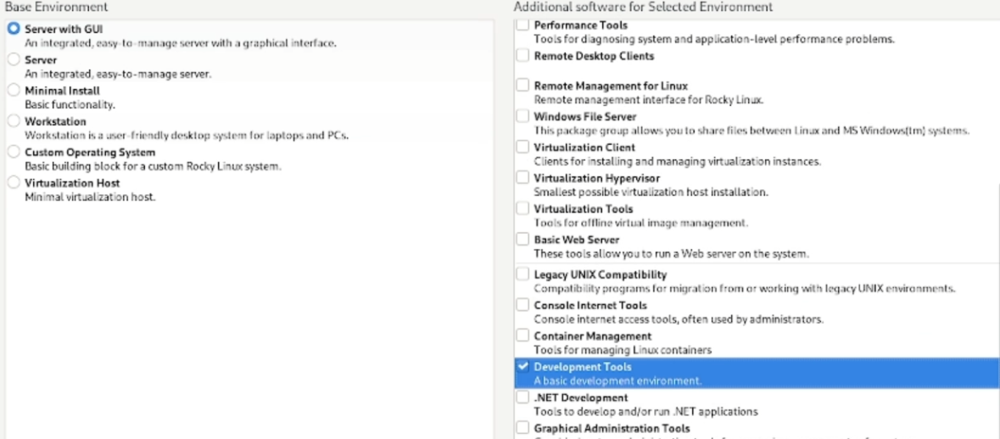 Base Environment
Server with GUI
An integrated, easy-to-manage server with a graphical interface.
Server
An integrated, easy-to-manage server.
Minimal Install
Basic functionality.
Workstation
Workstation is a user-friendly desktop system for laptops and PCs.
Custom Operating System
Basic building block for a custom Rocky Linux system.
Virtualization Host
Minimal virtualization host.
Additional software for Selected Environment
Performance Tools
Tools for diagnosing system and application-level performance problems.
Remote Desktop Clients
Remote Management for Linux
Remote management interface for Rocky Linux.
Windows File Server
This package group allows you to share files between Linux and MS Windows(tm) systems.
Virtualization Client
Clients for installing and managing virtualization instances.
Virtualization Hypervisor
Smallest possible virtualization host installation.
Virtualization Tools
Tools for offline virtual image management.
Basic Web Server
These tools allow you to run a Web server on the system.
Legacy UNIX Compatibility
Compatibility programs for migration from or working with legacy UNIX environments.
Console Internet Tools
Console internet access tools, often used by administrators.
Container Management
Tools for managing Linux containers
Development Tools
A basic development environment.
.NET Development
Tools to develop and/or run .NET applications
Graphical Administration Tools